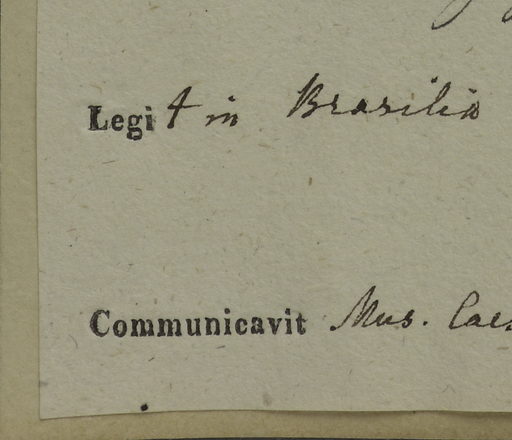 Legit in Brasilia
Communicavit Mus. Caes